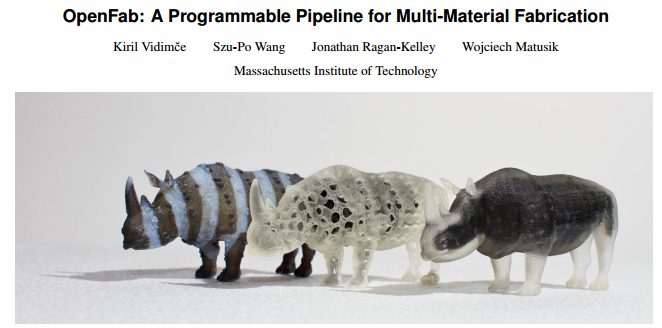 OpenFab: A Programmable Pipeline for Multi-Material Fabrication
Kiril Vidimče Szu-Po Wang Jonathan Ragan-Kelley Wojciech Matusik
Massachusetts Institute of Technology